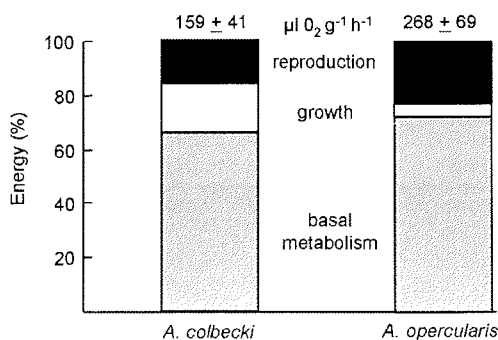 159 ± 41 µl O₂ g⁻¹ h⁻¹ 268 ± 69
100
80
60
40
20
Energy (%)
reproduction
growth
basal
metabolism
A. colbecki A. opercularis